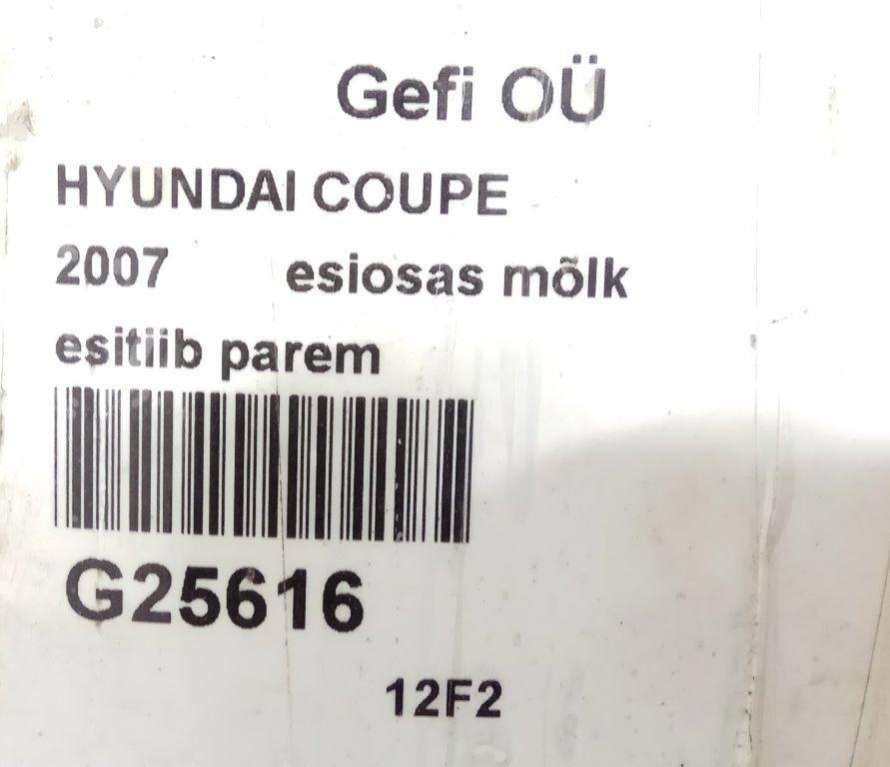 Gefi OÜ
HYUNDAI COUPE
2007 esiosas mõlk
esitiib parem
G25616
12F2